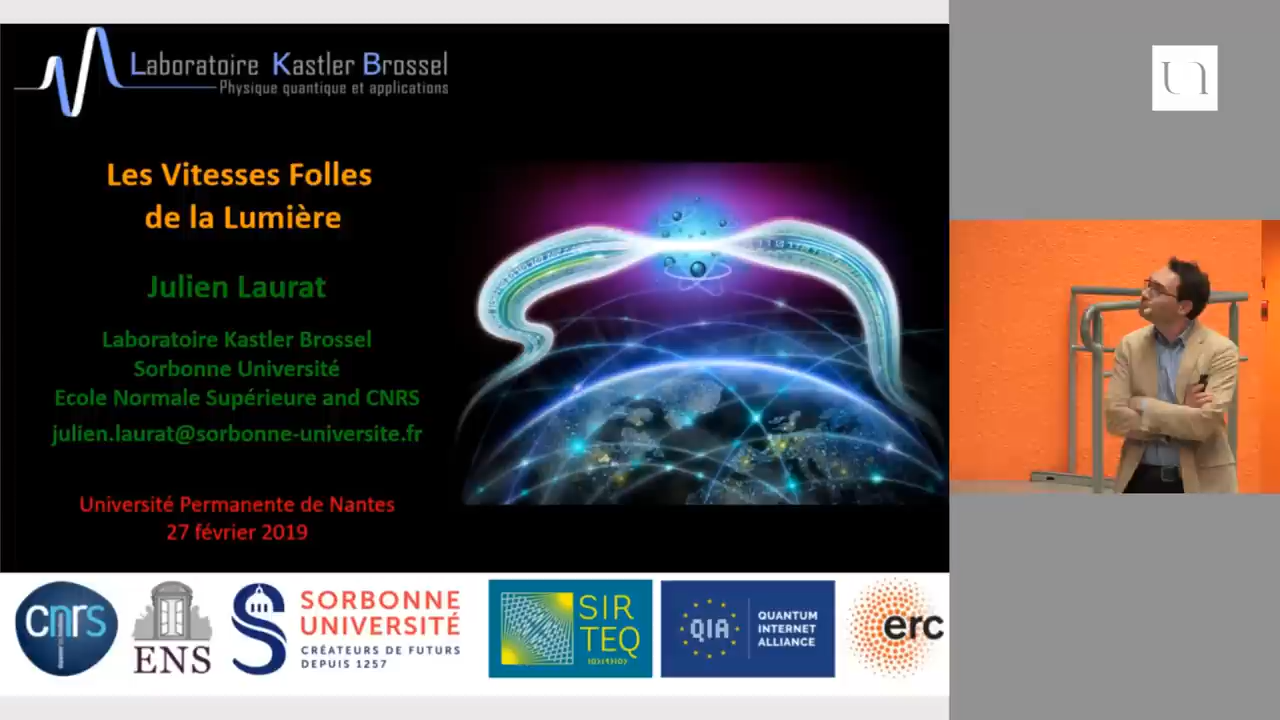 Laboratoire Kastler Brossel
Physique quantique et applications
Les Vitesses Folles
de la Lumière
Julien Laurat
Laboratoire Kastler Brossel
Sorbonne Université
Ecole Normale Supérieure and CNRS
julien.laurat@sorbonne-universite.fr
Université Permanente de Nantes
27 février 2019
cnrs
ENS
SORBONNE
UNIVERSITÉ
CRÉATEURS DE FUTURS
DEPUIS 1257
SIR
TEQ
QIA
QUANTUM
INTERNET
ALLIANCE
erc